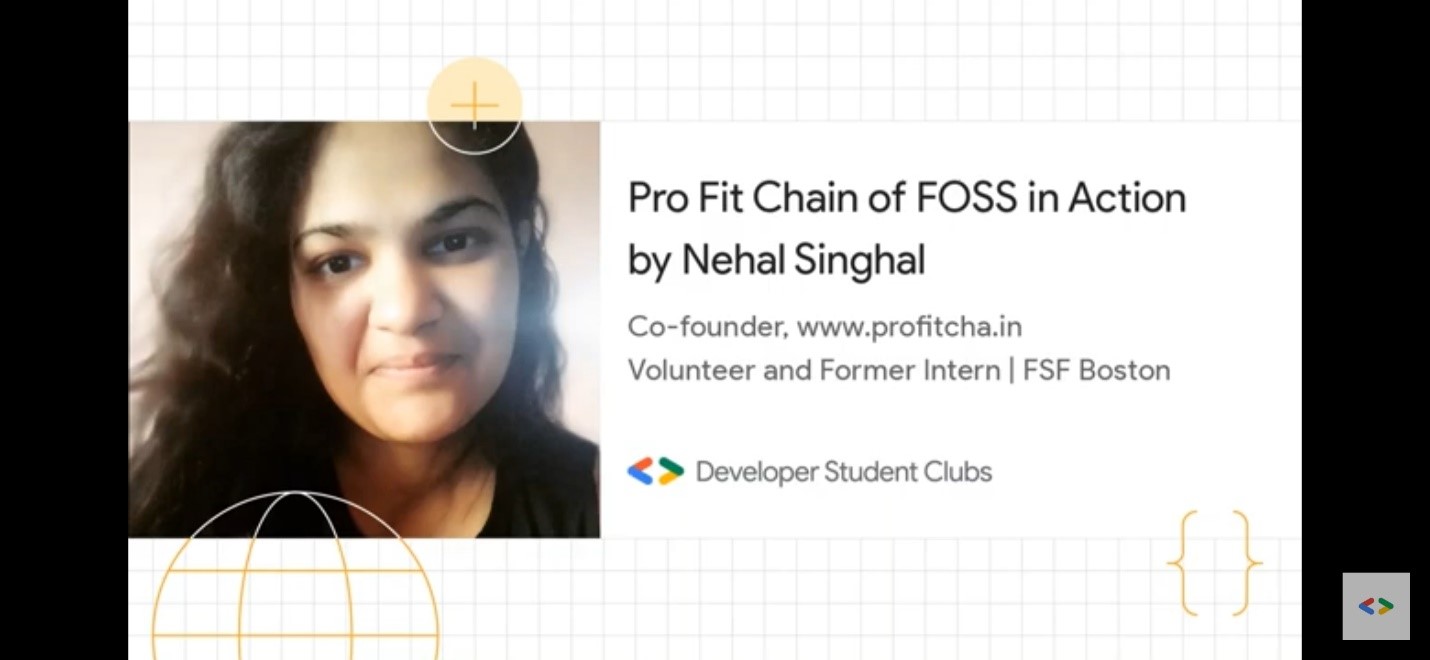 Pro Fit Chain of FOSS in Action
by Nehal Singhal
Co-founder, www.profitcha.in
Volunteer and Former Intern | FSF Boston
Developer Student Clubs